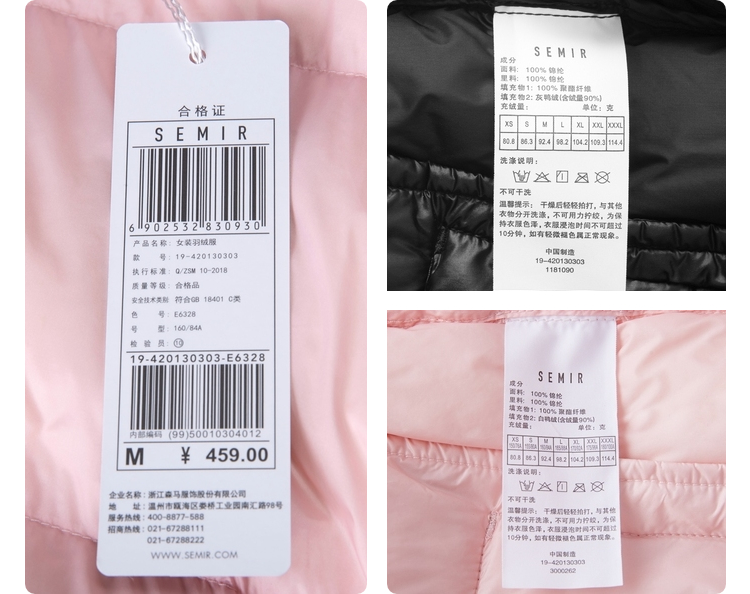 合格证
SEMIR
6 902532 830930
产品名称: 女装羽绒服
款 号: 19-420130303
执行标准: Q/ZSM 10-2018
质量等级: 合格品
安全技术类别 符合GB 18401 C类
色 号: E6328
号 型: 160/84A
检 验 员: ⑩
19-420130303-E6328
内部编码 (99)50010304012
M ¥ 459.00
企业名称: 浙江森马服饰股份有限公司
地 址: 温州市瓯海区娄桥工业园南汇路98号
服务热线: 400-8877-588
招商热线: 021-67288111
021-67288222
WWW.SEMIR.COM
SEMIR
成分
面料: 100% 锦纶
里料: 100% 锦纶
填充物1: 100% 聚酯纤维
填充物2: 灰鸭绒(含绒量90%)
充绒量: 单位: 克
XS S M L XL XXL XXXL
80.8 86.3 92.4 98.2 104.2 109.3 114.4
洗涤说明:
不可干洗
温馨提示: 干燥后轻轻拍打, 与其他
衣物分开洗涤, 不可用力拧绞, 为保
持衣服色泽, 衣服浸泡时间不可超过
10分钟, 如有轻微褪色属正常现象。
中国制造
19-420130303
1181090
SEMIR
成分
面料: 100% 锦纶
里料: 100% 锦纶
填充物1: 100% 聚酯纤维
填充物2: 白鸭绒(含绒量90%)
充绒量: 单位: 克
XS S M L XL XXL XXXL
80.8 86.3 92.4 98.2 104.2 109.3 114.4
洗涤说明:
不可干洗
温馨提示: 干燥后轻轻拍打, 与其他
衣物分开洗涤, 不可用力拧绞, 为保
持衣服色泽, 衣服浸泡时间不可超过
10分钟, 如有轻微褪色属正常现象。
中国制造
19-420130303
3000262